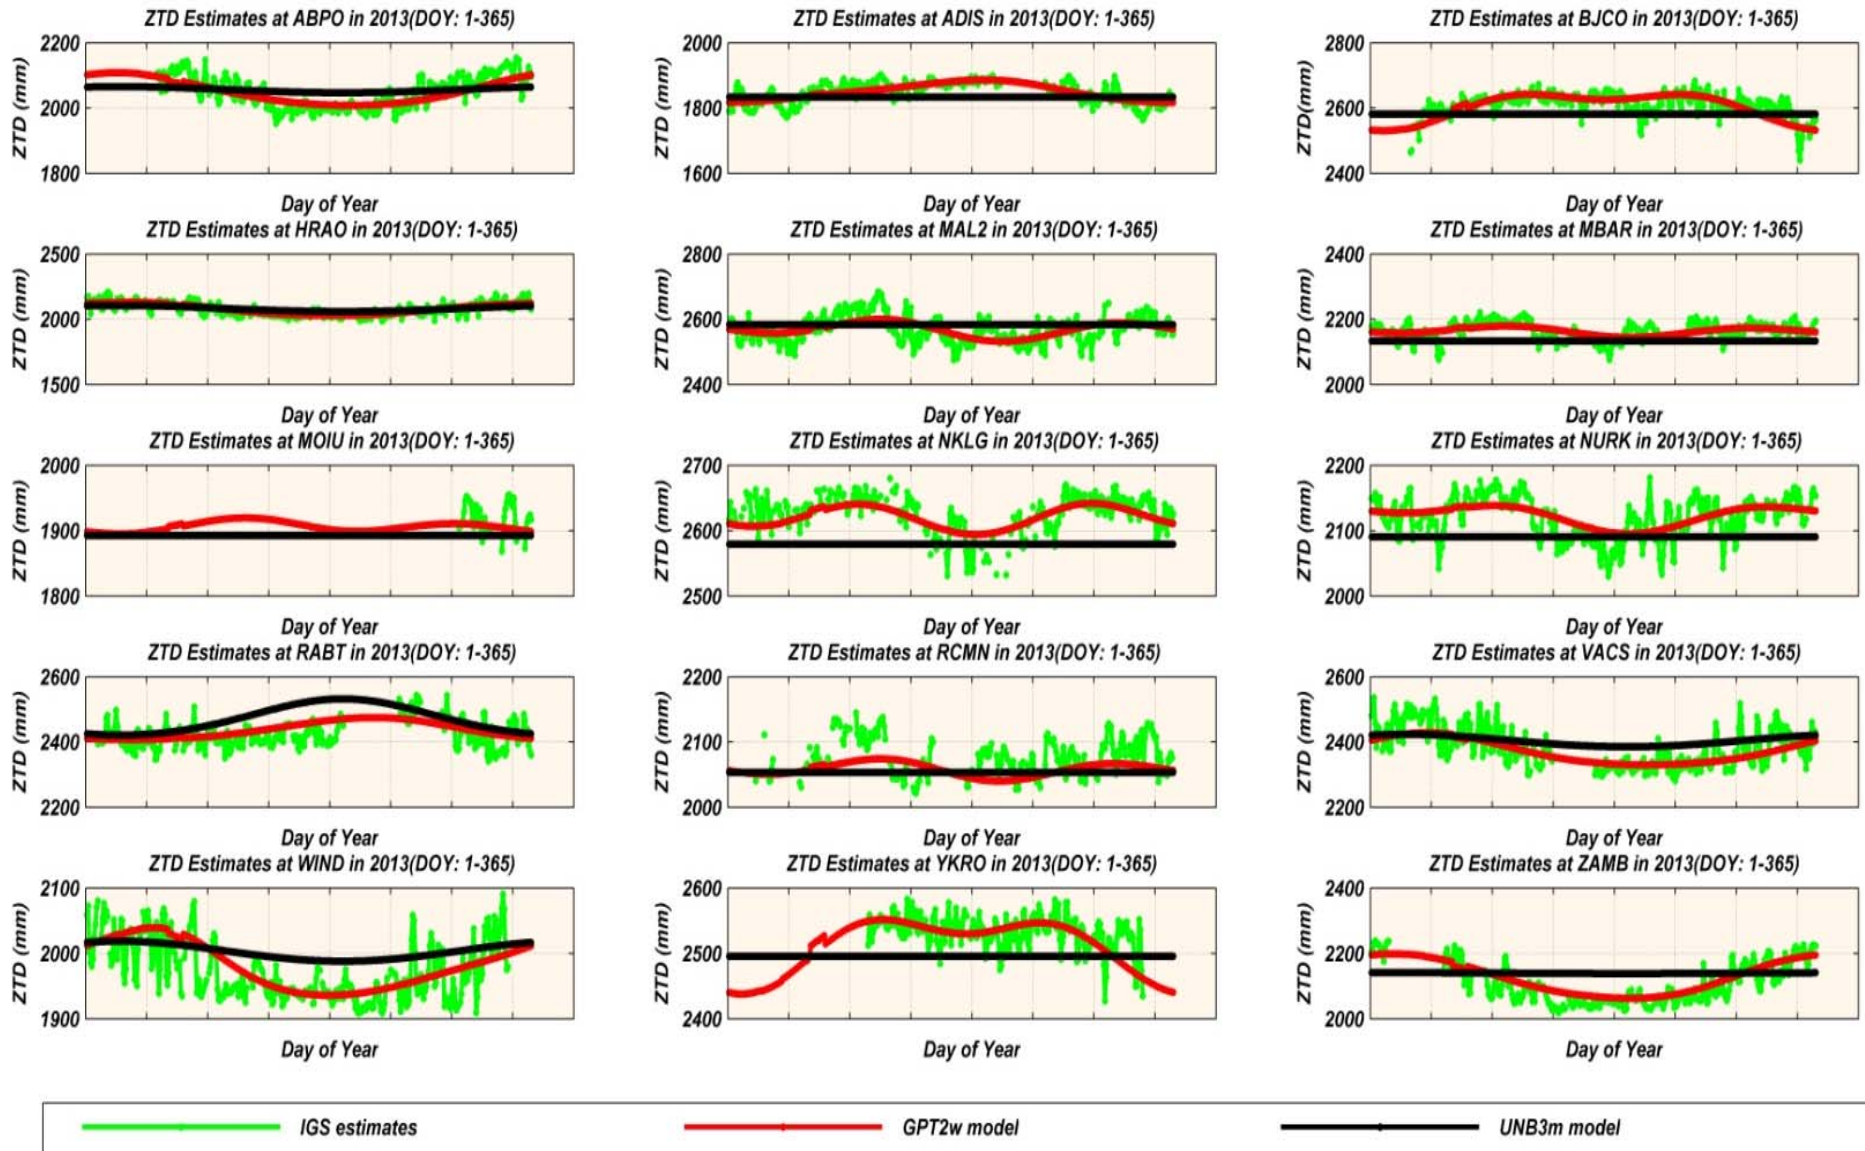 ZTD Estimates at ABPO in 2013(DOY: 1-365)
ZTD (mm)
2200
2000
1800
Day of Year
ZTD Estimates at ADIS in 2013(DOY: 1-365)
ZTD (mm)
2000
1800
1600
Day of Year
ZTD Estimates at BJCO in 2013(DOY: 1-365)
ZTD(mm)
2800
2600
2400
Day of Year
ZTD Estimates at HRAO in 2013(DOY: 1-365)
ZTD (mm)
2500
2000
1500
Day of Year
ZTD Estimates at MAL2 in 2013(DOY: 1-365)
ZTD (mm)
2800
2600
2400
Day of Year
ZTD Estimates at MBAR in 2013(DOY: 1-365)
ZTD (mm)
2400
2200
2000
Day of Year
ZTD Estimates at MOIU in 2013(DOY: 1-365)
ZTD (mm)
2000
1900
1800
Day of Year
ZTD Estimates at NKLG in 2013(DOY: 1-365)
ZTD (mm)
2700
2600
2500
Day of Year
ZTD Estimates at NURK in 2013(DOY: 1-365)
ZTD (mm)
2200
2100
2000
Day of Year
ZTD Estimates at RABT in 2013(DOY: 1-365)
ZTD (mm)
2600
2400
2200
Day of Year
ZTD Estimates at RCMN in 2013(DOY: 1-365)
ZTD (mm)
2200
2100
2000
Day of Year
ZTD Estimates at VACS in 2013(DOY: 1-365)
ZTD (mm)
2600
2400
2200
Day of Year
ZTD Estimates at WIND in 2013(DOY: 1-365)
ZTD (mm)
2100
2000
1900
Day of Year
ZTD Estimates at YKRO in 2013(DOY: 1-365)
ZTD (mm)
2600
2500
2400
Day of Year
ZTD Estimates at ZAMB in 2013(DOY: 1-365)
ZTD (mm)
2400
2200
2000
Day of Year
IGS estimates
GPT2w model
UNB3m model